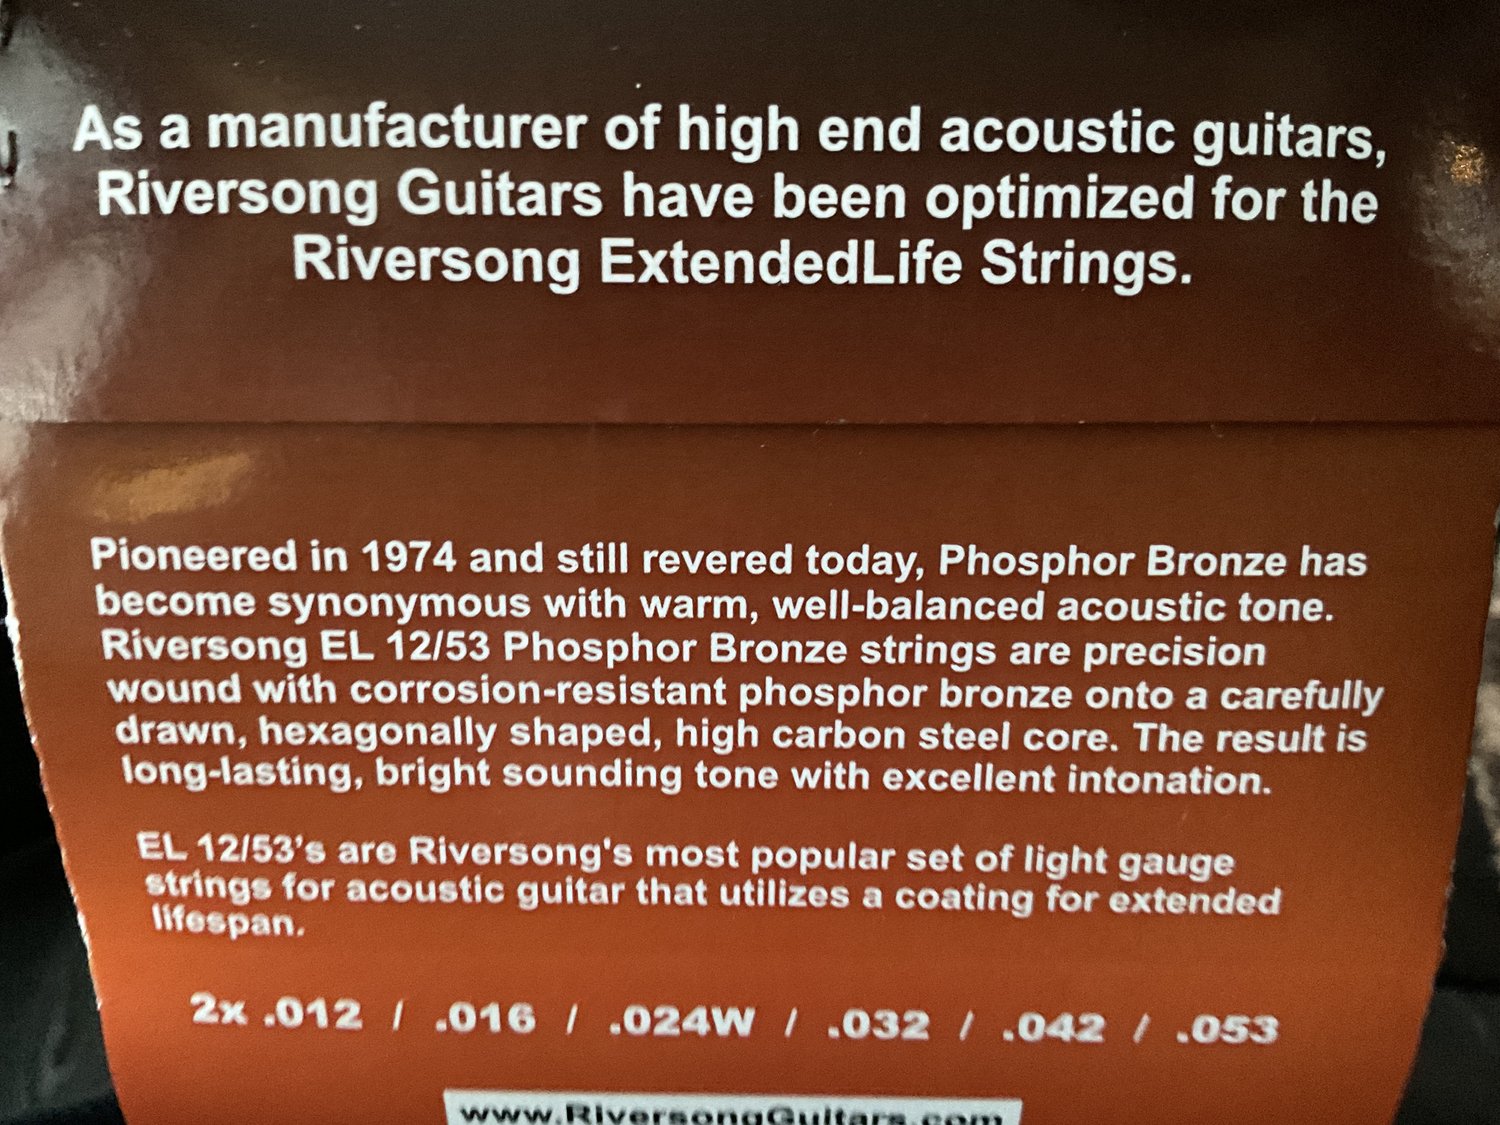 As a manufacturer of high end acoustic guitars,
Riversong Guitars have been optimized for the
Riversong ExtendedLife Strings.
Pioneered in 1974 and still revered today, Phosphor Bronze has
become synonymous with warm, well-balanced acoustic tone.
Riversong EL 12/53 Phosphor Bronze strings are precision
wound with corrosion-resistant phosphor bronze onto a carefully
drawn, hexagonally shaped, high carbon steel core. The result is
long-lasting, bright sounding tone with excellent intonation.
EL 12/53’s are Riversong's most popular set of light gauge
strings for acoustic guitar that utilizes a coating for extended
lifespan.
2x .012 / .016 / .024W / .032 / .042 / .053
www.RiversongGuitars.com